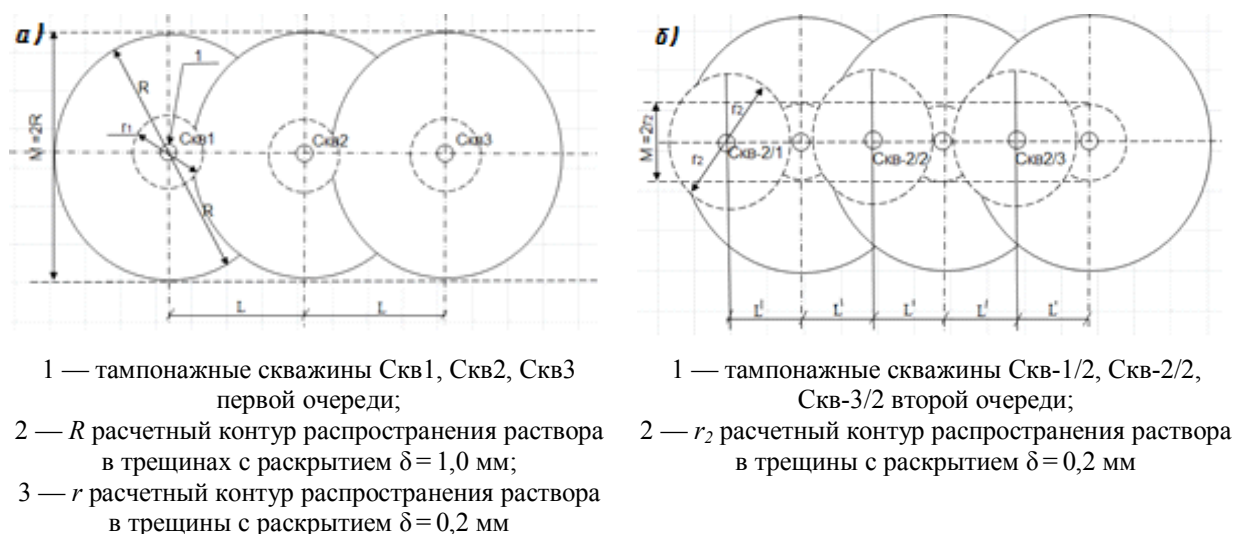 а)
1
R
r₁
Скв1
Скв2
Скв3
R
M =2R
L
L
б)
r₂
r₂
Скв-2/1
Скв-2/2
Скв2/3
M =2r₂
L'
L'
L'
L'
L'
1 — тампонажные скважины Скв1, Скв2, Скв3
первой очереди;
2 — R расчетный контур распространения раствора
в трещинах с раскрытием δ = 1,0 мм;
3 — r расчетный контур распространения раствора
в трещины с раскрытием δ = 0,2 мм
1 — тампонажные скважины Скв-1/2, Скв-2/2,
Скв-3/2 второй очереди;
2 — r₂ расчетный контур распространения раствора
в трещины с раскрытием δ = 0,2 мм